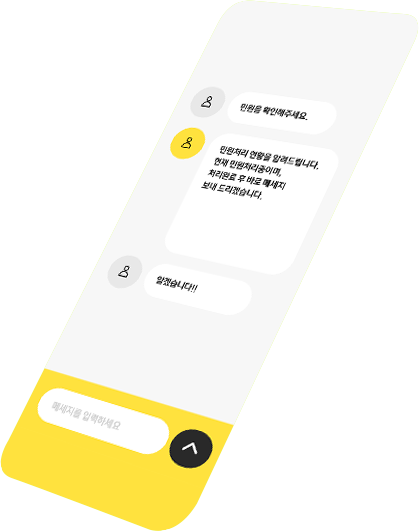 민원을 확인해주세요.
민원처리 현황을 알려드립니다.
현재 민원처리중이며,
처리완료 후 바로 메세지
보내 드리겠습니다.
알겠습니다!!
메세지를 입력하세요